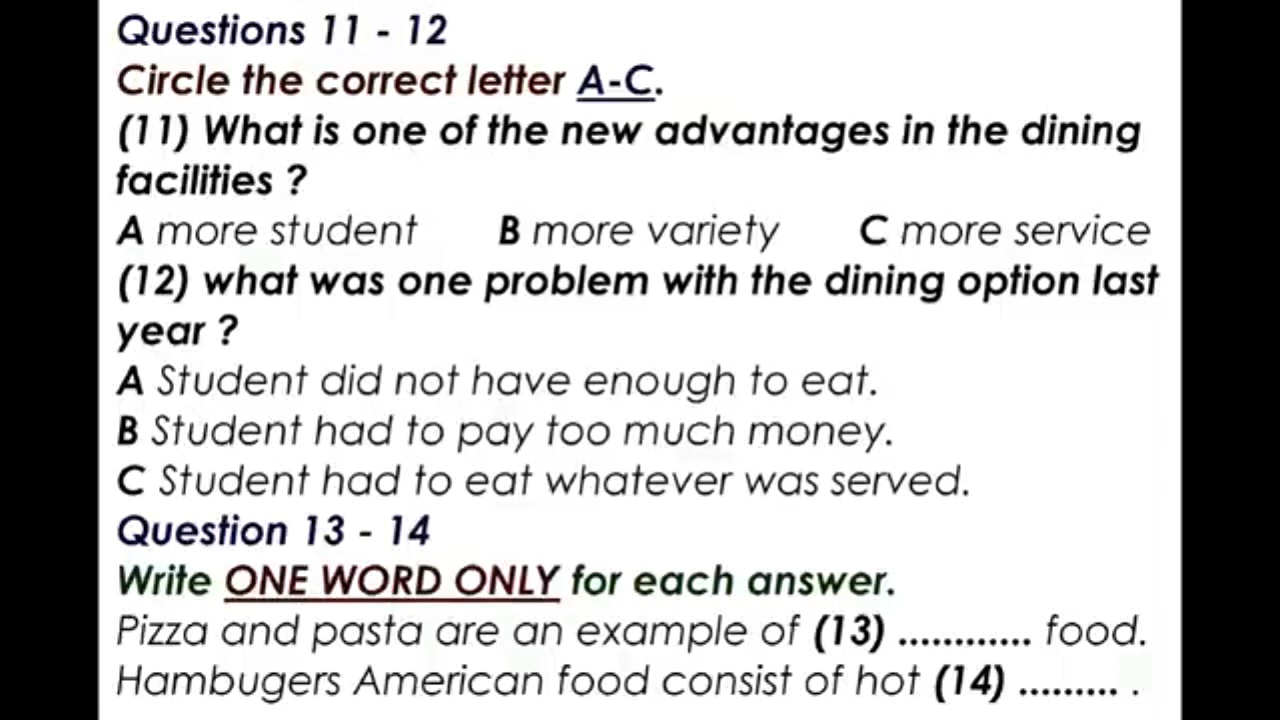 Questions 11 - 12
Circle the correct letter A-C.
(11) What is one of the new advantages in the dining
facilities ?
A more student B more variety C more service
(12) what was one problem with the dining option last
year ?
A Student did not have enough to eat.
B Student had to pay too much money.
C Student had to eat whatever was served.
Question 13 - 14
Write ONE WORD ONLY for each answer.
Pizza and pasta are an example of (13) ............ food.
Hambugers American food consist of hot (14) ......... .